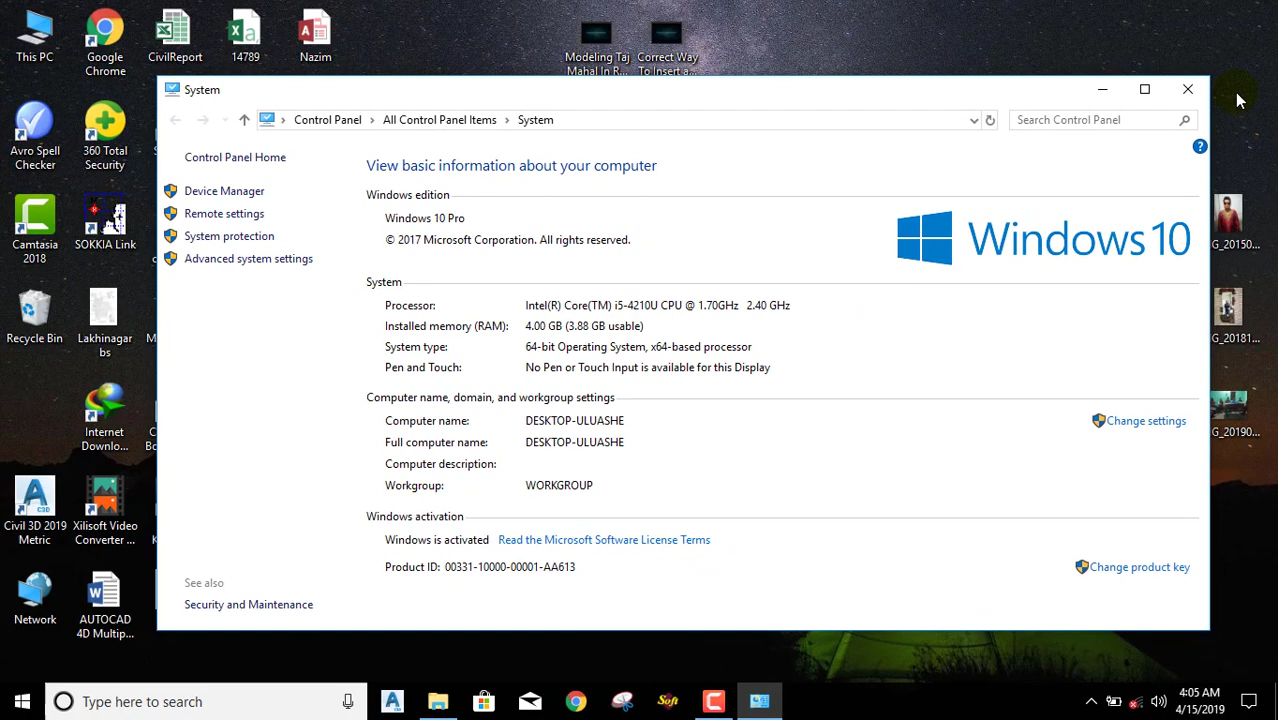 This PC
Google
Chrome
CivilReport
14789
Nazim
Modeling Taj
Mahal In R...
Correct Way
To Insert a...
Avro Spell
Checker
360 Total
Security
Camtasia
2018
SOKKIA Link
Recycle Bin
Lakhinagar
bs
Internet
Downlo...
Civil 3D 2019
Metric
Xilisoft Video
Converter ...
Network
AUTOCAD
4D Multip...
G_20150...
G_20181...
G_20190...
System
Control Panel > All Control Panel Items > System
Search Control Panel
Control Panel Home
Device Manager
Remote settings
System protection
Advanced system settings
See also
Security and Maintenance
View basic information about your computer
Windows edition
Windows 10 Pro
© 2017 Microsoft Corporation. All rights reserved.
Windows 10
System
Processor: Intel(R) Core(TM) i5-4210U CPU @ 1.70GHz 2.40 GHz
Installed memory (RAM): 4.00 GB (3.88 GB usable)
System type: 64-bit Operating System, x64-based processor
Pen and Touch: No Pen or Touch Input is available for this Display
Computer name, domain, and workgroup settings
Computer name: DESKTOP-ULUASHE
Change settings
Full computer name: DESKTOP-ULUASHE
Computer description:
Workgroup: WORKGROUP
Windows activation
Windows is activated Read the Microsoft Software License Terms
Product ID: 00331-10000-00001-AA613
Change product key
Type here to search
Soft
4:05 AM
4/15/2019